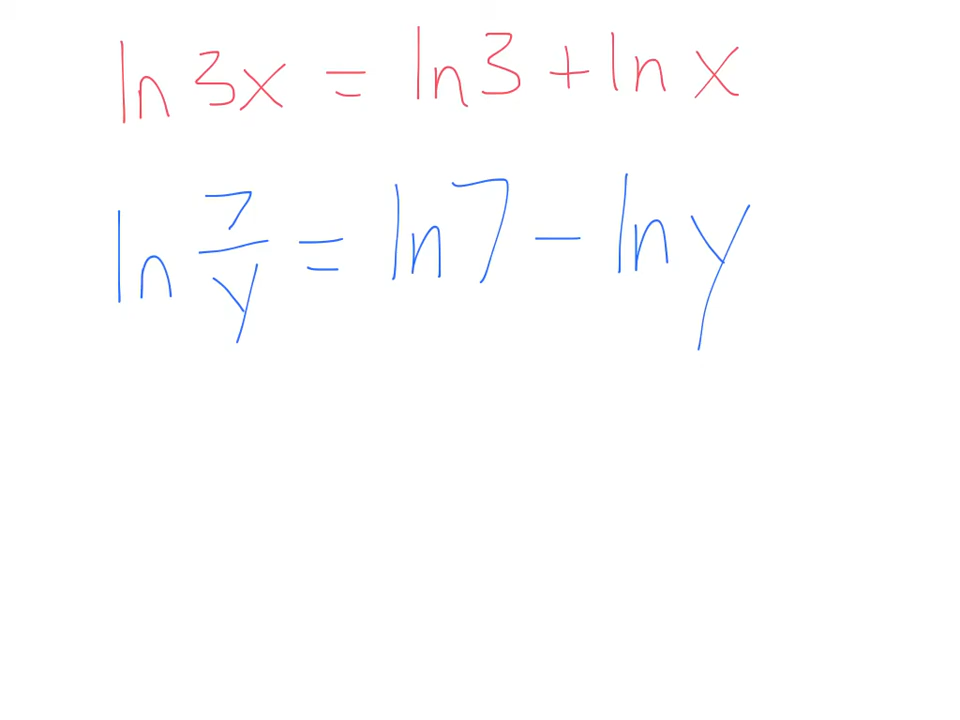 ln 3x = ln 3 + ln x
ln 7/y = ln 7 - ln y